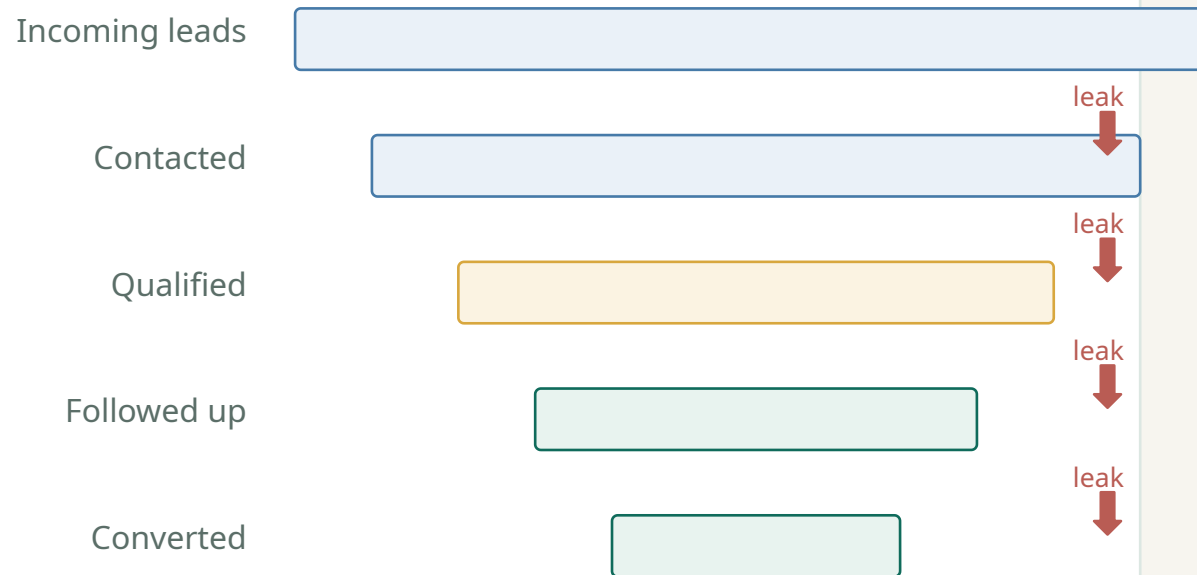 Incoming leads
leak
Contacted
leak
Qualified
leak
Followed up
leak
Converted